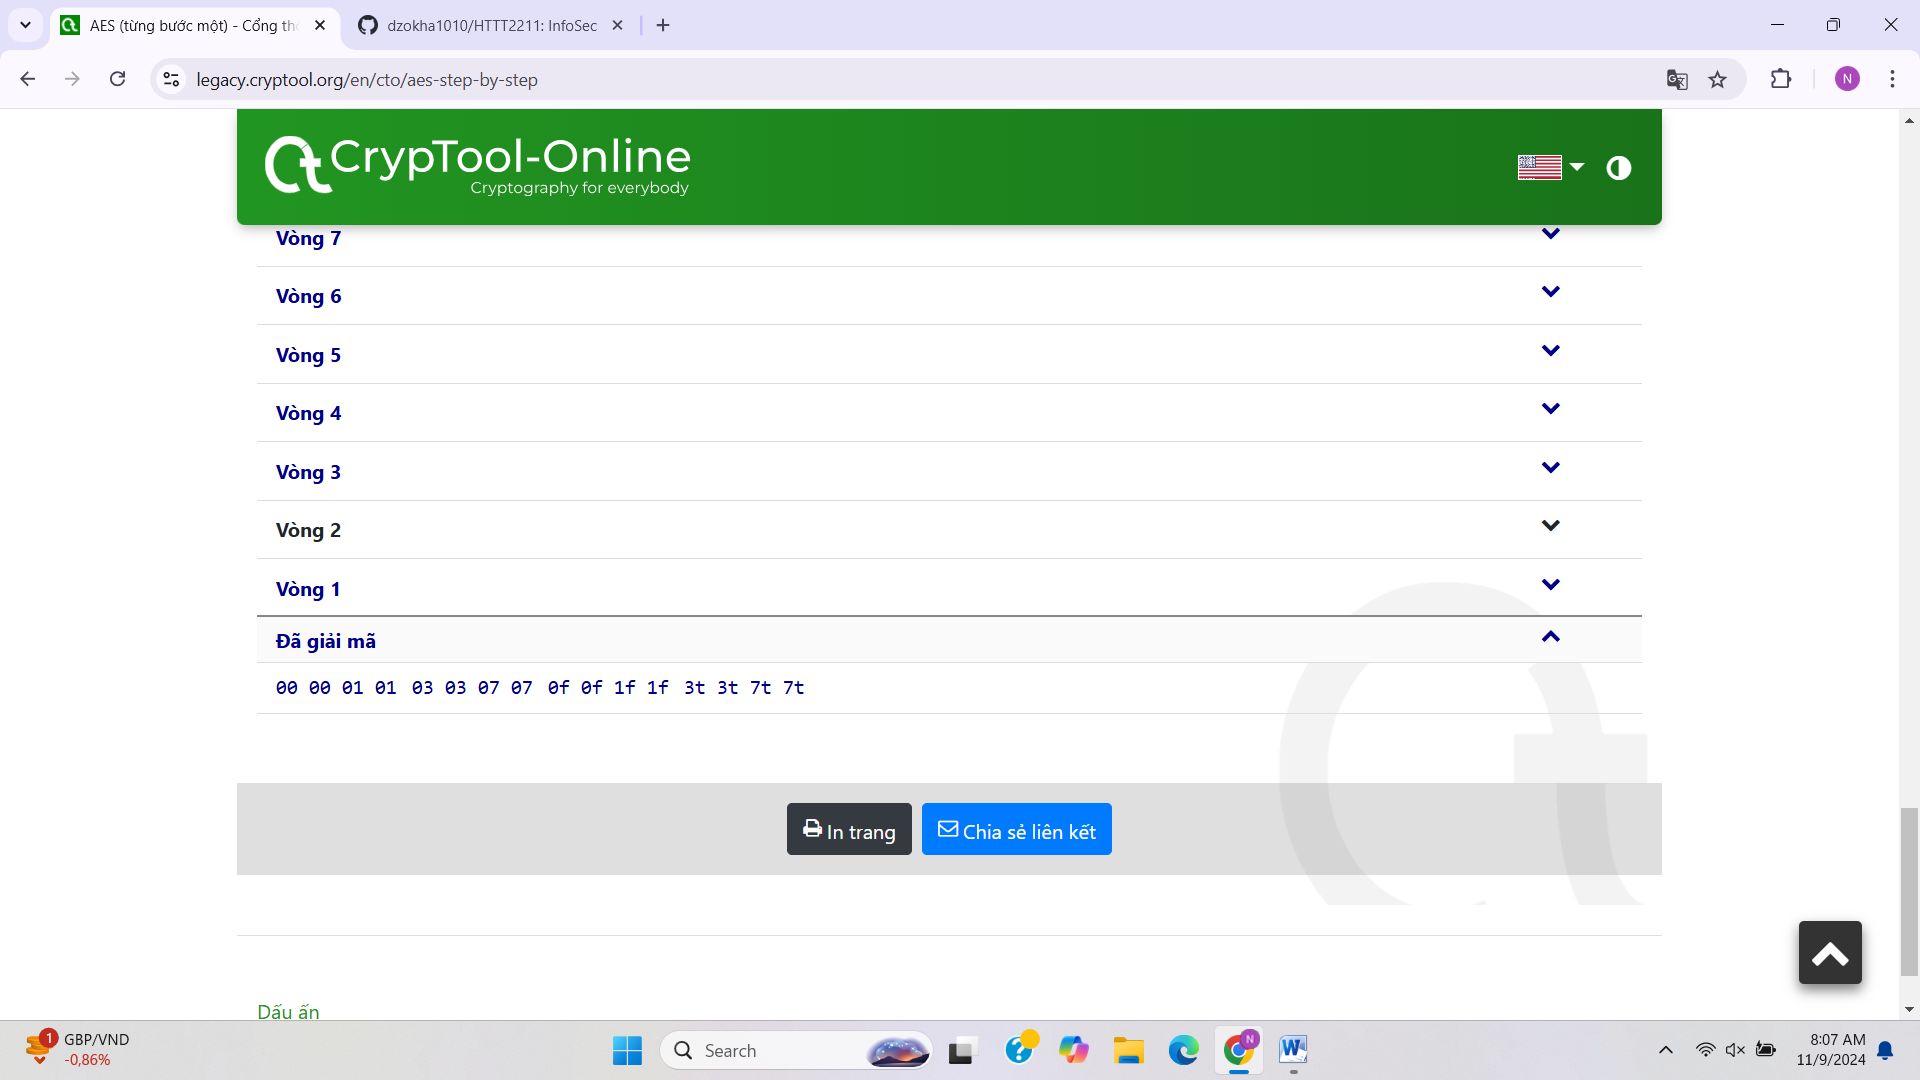 AES (từng bước một) - Cổng thô
dzokha1010/HTTT2211: InfoSec
legacy.cryptool.org/en/cto/aes-step-by-step
N
CrypTool-Online
Cryptography for everybody
Vòng 7
Vòng 6
Vòng 5
Vòng 4
Vòng 3
Vòng 2
Vòng 1
Đã giải mã
00 00 01 01 03 03 07 07 0f 0f 1f 1f 3t 3t 7t 7t
In trang
Chia sẻ liên kết
Dấu ấn
1
GBP/VND
-0,86%
Search
N
8:07 AM
11/9/2024